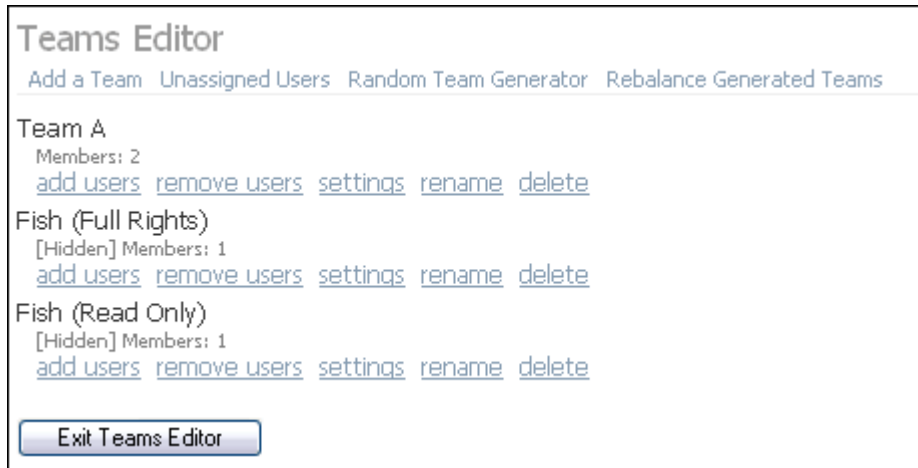 Teams Editor
Add a Team Unassigned Users Random Team Generator Rebalance Generated Teams
Team A
Members: 2
add users remove users settings rename delete
Fish (Full Rights)
[Hidden] Members: 1
add users remove users settings rename delete
Fish (Read Only)
[Hidden] Members: 1
add users remove users settings rename delete
Exit Teams Editor